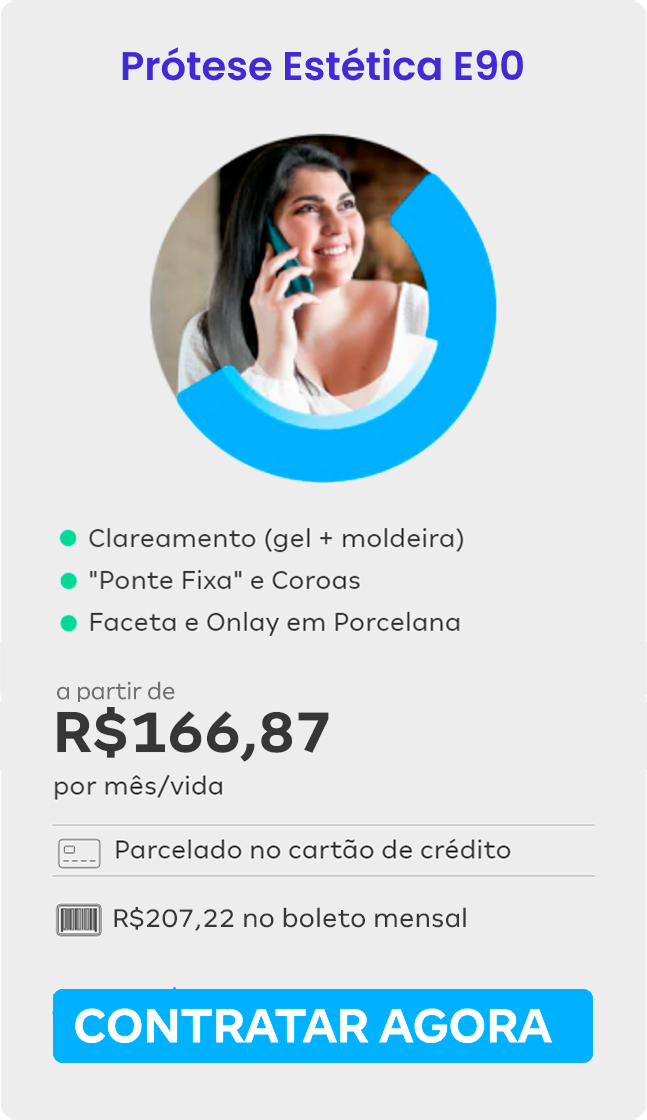 Prótese Estética E90
Clareamento (gel + moldeira)
"Ponte Fixa" e Coroas
Faceta e Onlay em Porcelana
a partir de
R$166,87
por mês/vida
Parcelado no cartão de crédito
R$207,22 no boleto mensal
CONTRATAR AGORA